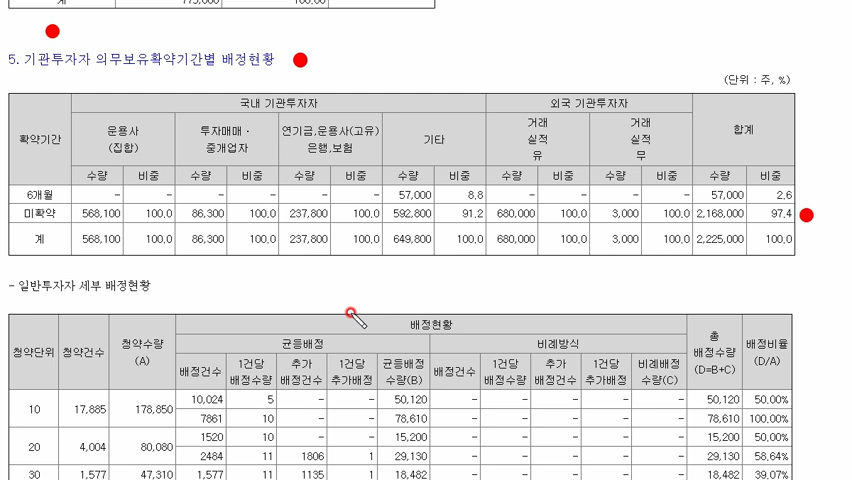 계 775,000 100.00
5. 기관투자자 의무보유확약기간별 배정현황
(단위 : 주, %)
확약기간 국내 기관투자자 외국 기관투자자 합계
운용사 (집합) 투자매매ㆍ중개업자 연기금,운용사(고유) 은행,보험 기타 거래 실적 유 거래 실적 무
수량 비중 수량 비중 수량 비중 수량 비중 수량 비중 수량 비중 수량 비중
6개월 - - - - - - 57,000 8.8 - - - - 57,000 2.6
미확약 568,100 100.0 86,300 100.0 237,800 100.0 592,800 91.2 680,000 100.0 3,000 100.0 2,168,000 97.4
계 568,100 100.0 86,300 100.0 237,800 100.0 649,800 100.0 680,000 100.0 3,000 100.0 2,225,000 100.0
- 일반투자자 세부 배정현황
청약단위 청약건수 청약수량 (A) 배정현황 총 배정수량 (D=B+C) 배정비율 (D/A)
균등배정 비례방식
배정건수 1건당 배정수량 추가 배정건수 1건당 추가배정 균등배정 수량(B) 배정건수 1건당 배정수량 추가 배정건수 1건당 추가배정 비례배정 수량(C)
10 17,885 178,850 10,024 5 - - 50,120 - - - - - 50,120 50.00%
7861 10 - - 78,610 - - - - - 78,610 100.00%
20 4,004 80,080 1520 10 - - 15,200 - - - - - 15,200 50.00%
2484 11 1806 1 29,130 - - - - - 29,130 58.64%
30 1,577 47,310 1,577 11 1135 1 18,482 - - - - - 18,482 39.07%